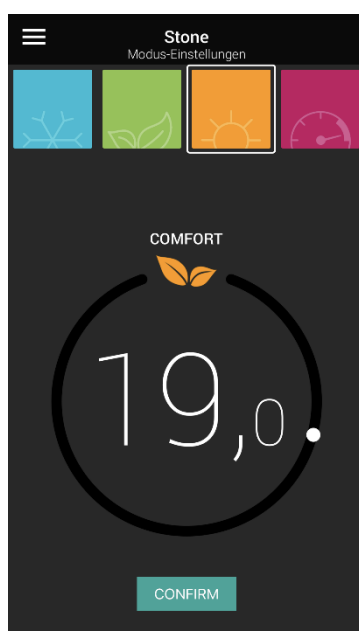 Stone
Modus-Einstellungen
COMFORT
19,0
CONFIRM